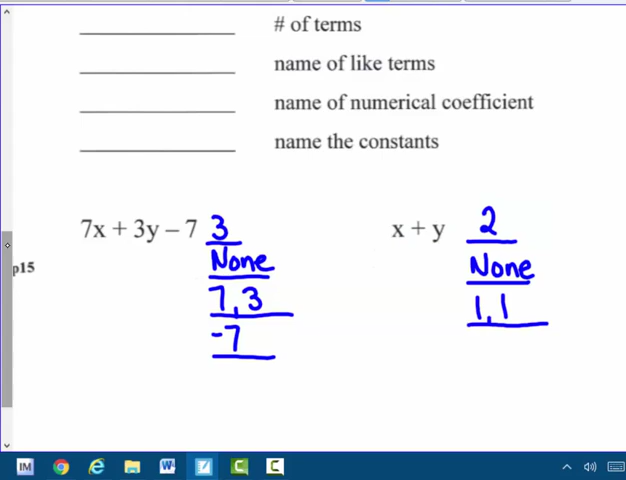 # of terms
name of like terms
name of numerical coefficient
name the constants
7x + 3y – 7 3
None
7,3
-7
x + y 2
None
1,1
p15
IM
W
C
C